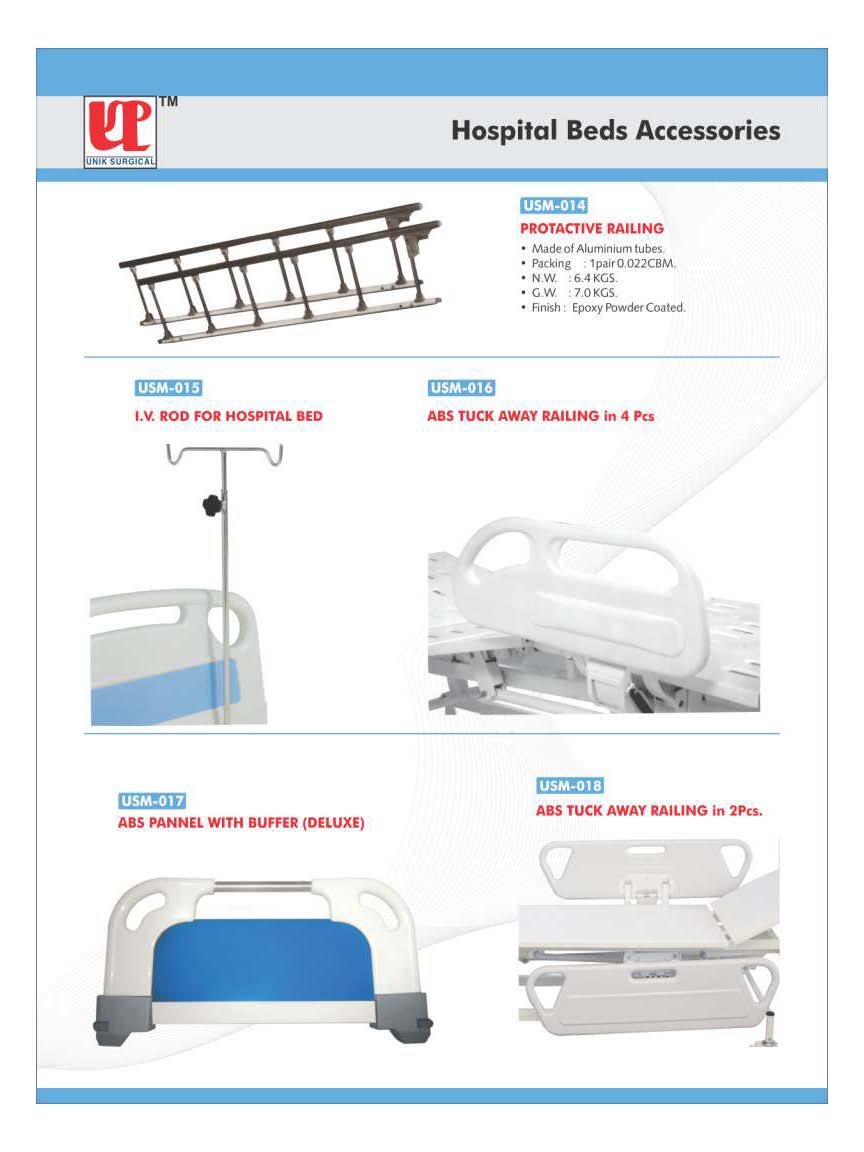 TM
UP
UNIK SURGICAL
Hospital Beds Accessories
USM-014
PROTACTIVE RAILING
• Made of Aluminium tubes.
• Packing : 1pair 0.022CBM.
• N.W. : 6.4 KGS.
• G.W. : 7.0 KGS.
• Finish : Epoxy Powder Coated.
USM-015
I.V. ROD FOR HOSPITAL BED
USM-016
ABS TUCK AWAY RAILING in 4 Pcs
USM-017
ABS PANNEL WITH BUFFER (DELUXE)
USM-018
ABS TUCK AWAY RAILING in 2Pcs.